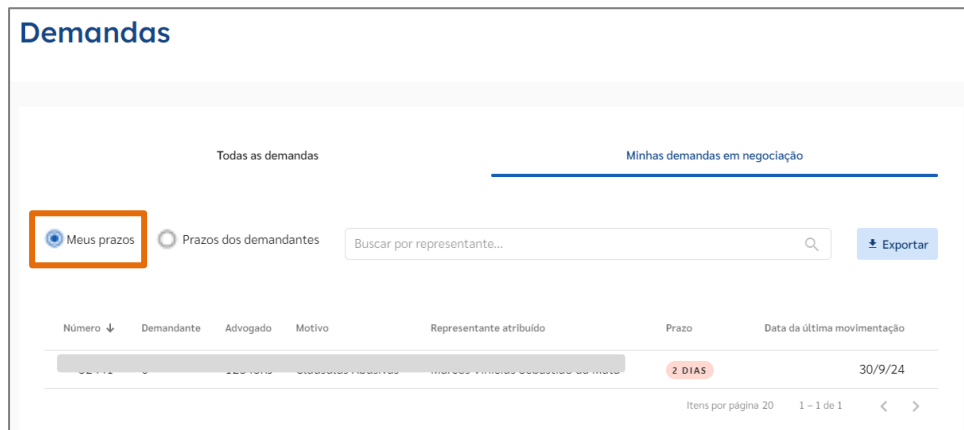 Demandas
Todas as demandas Minhas demandas em negociação
Meus prazos Prazos dos demandantes Buscar por representante... Exportar
Número Demandante Advogado Motivo Representante atribuído Prazo Data da última movimentação
2 DIAS 30/9/24
Itens por página 20 1 – 1 de 1